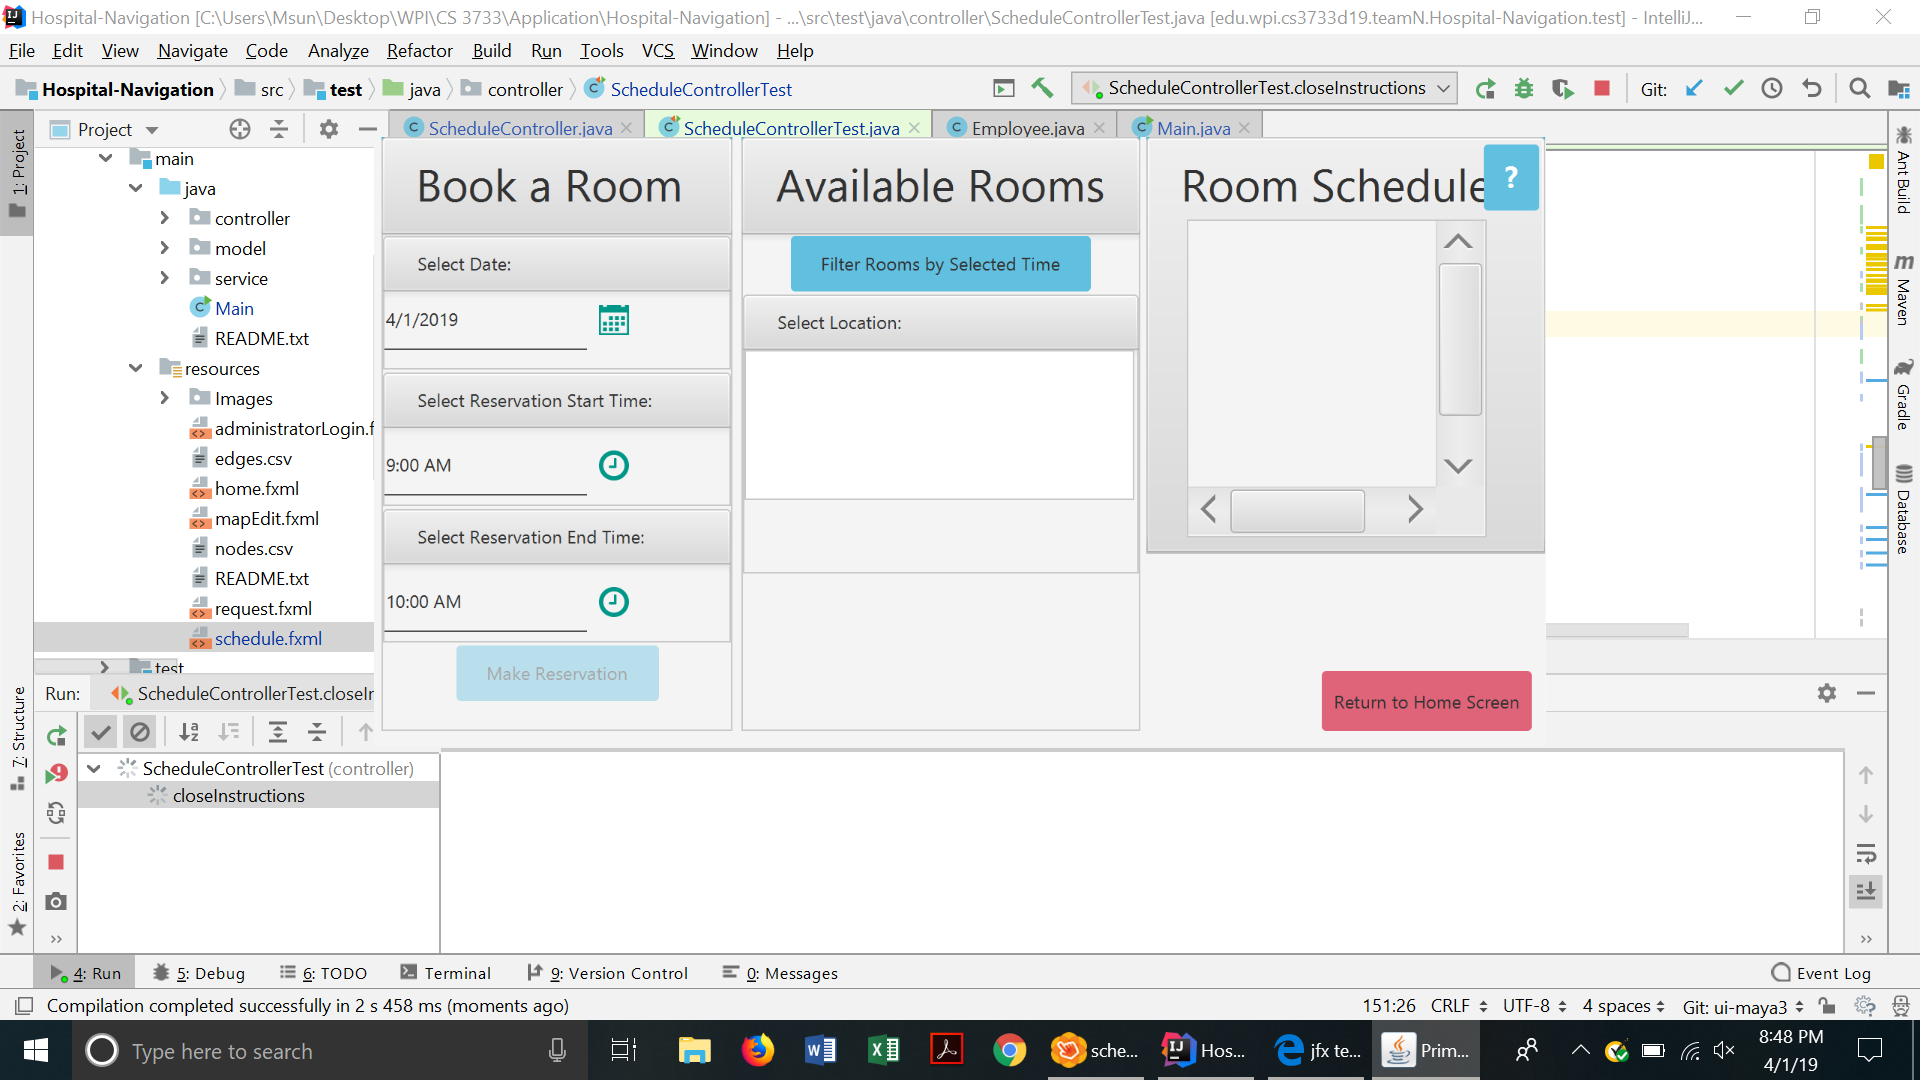 Hospital-Navigation [C:\Users\Msun\Desktop\WPI\CS 3733\Application\Hospital-Navigation] - ...\src\test\java\controller\ScheduleControllerTest.java [edu.wpi.cs3733d19.teamN.Hospital-Navigation.test] - IntelliJ...
File Edit View Navigate Code Analyze Refactor Build Run Tools VCS Window Help
Hospital-Navigation src test java controller ScheduleControllerTest
ScheduleControllerTest.closeInstructions
Git:
Project
ScheduleController.java
ScheduleControllerTest.java
Employee.java
Main.java
1: Project
7: Structure
2: Favorites
main
java
controller
model
service
Main
README.txt
resources
Images
administratorLogin.f
edges.csv
home.fxml
mapEdit.fxml
nodes.csv
README.txt
request.fxml
schedule.fxml
test
Book a Room
Select Date:
4/1/2019
Select Reservation Start Time:
9:00 AM
Select Reservation End Time:
10:00 AM
Make Reservation
Available Rooms
Filter Rooms by Selected Time
Select Location:
Room Schedule
?
Return to Home Screen
Ant Build
Maven
Gradle
Database
Run:
ScheduleControllerTest.closeIr
ScheduleControllerTest (controller)
closeInstructions
4: Run
5: Debug
6: TODO
Terminal
9: Version Control
0: Messages
Event Log
Compilation completed successfully in 2 s 458 ms (moments ago)
151:26 CRLF UTF-8 4 spaces Git: ui-maya3
Type here to search
sche...
Hos...
jfx te...
Prim...
8:48 PM
4/1/19